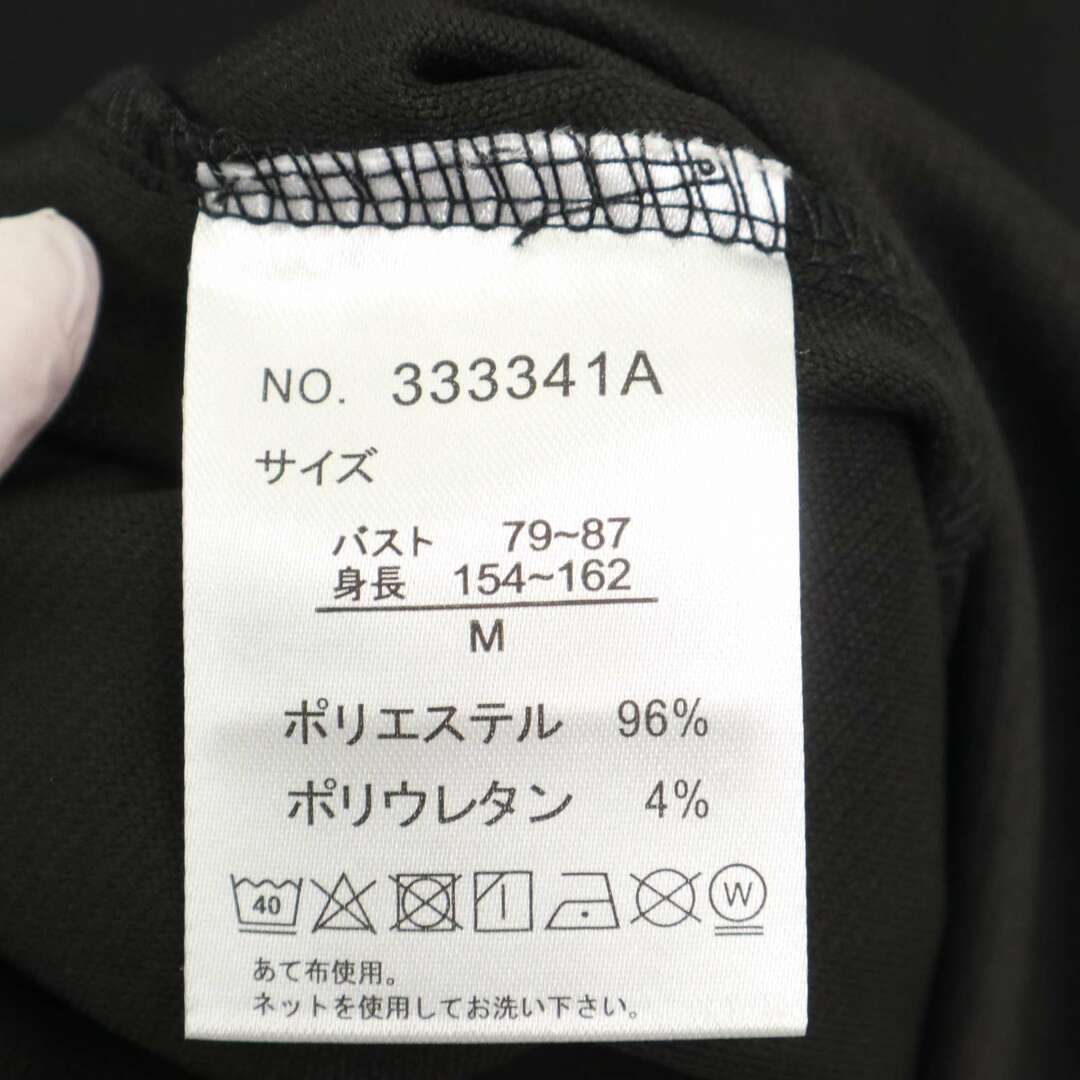 NO. 333341A
サイズ
バスト 79~87
身長 154~162
M
ポリエステル 96%
ポリウレタン 4%
40 W
あて布使用。
ネットを使用してお洗い下さい。